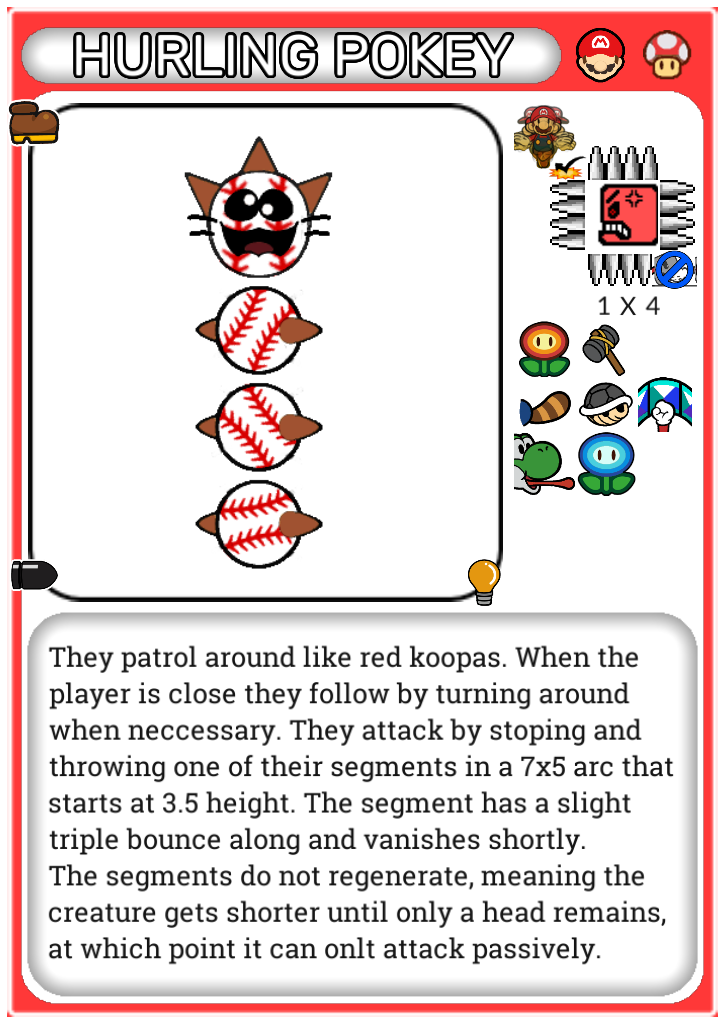 HURLING POKEY
M
1 X 4
They patrol around like red koopas. When the
player is close they follow by turning around
when neccessary. They attack by stoping and
throwing one of their segments in a 7x5 arc that
starts at 3.5 height. The segment has a slight
triple bounce along and vanishes shortly.
The segments do not regenerate, meaning the
creature gets shorter until only a head remains,
at which point it can onlt attack passively.